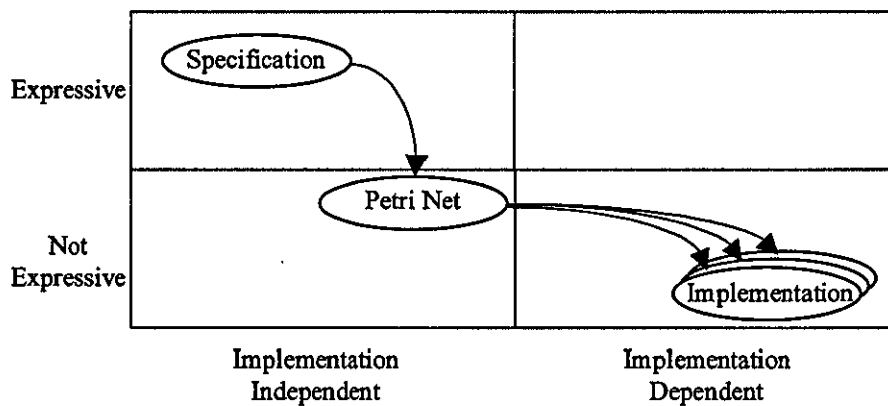 Specification
Expressive
Petri Net
Not
Expressive
Implementation
Implementation
Independent
Implementation
Dependent